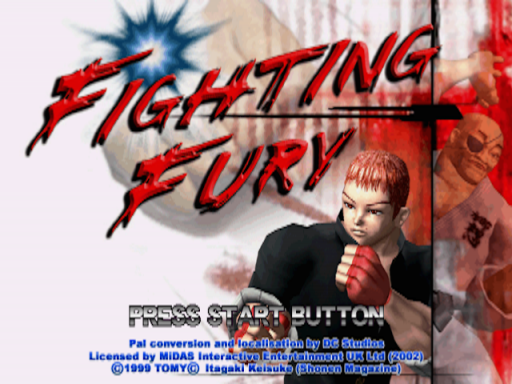 FIGHTING
FURY
PRESS START BUTTON
Pal conversion and localisation by DC Studios
Licensed by MiDAS Interactive Entertainment UK Ltd (2002)
©1999 TOMY© Itagaki Keisuke (Shonen Magazine)